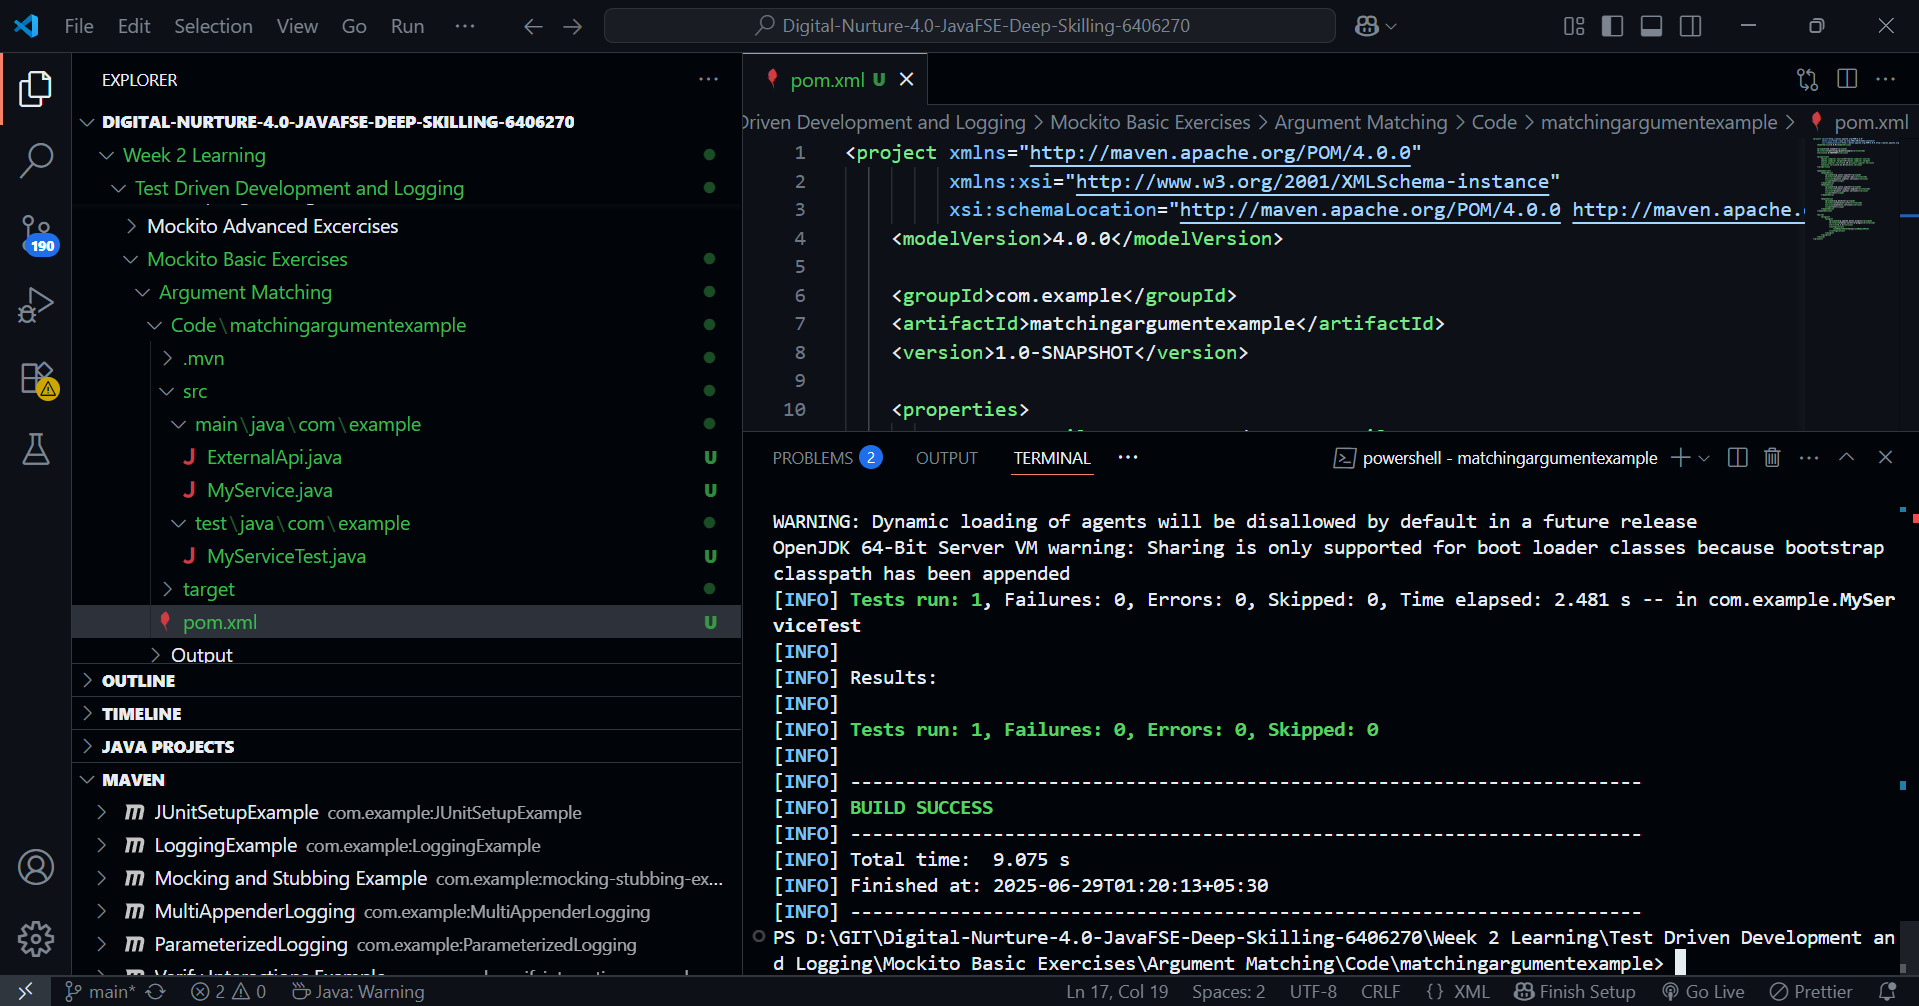 File Edit Selection View Go Run ··· Digital-Nurture-4.0-JavaFSE-Deep-Skilling-6406270
EXPLORER
DIGITAL-NURTURE-4.0-JAVAFSE-DEEP-SKILLING-6406270
Week 2 Learning
Test Driven Development and Logging
Mockito Advanced Excercises
Mockito Basic Exercises
Argument Matching
Code\matchingargumentexample
.mvn
src
main\java\com\example
ExternalApi.java U
MyService.java U
test\java\com\example
MyServiceTest.java U
target
pom.xml U
Output
OUTLINE
TIMELINE
JAVA PROJECTS
MAVEN
JUnitSetupExample com.example:JUnitSetupExample
LoggingExample com.example:LoggingExample
Mocking and Stubbing Example com.example:mocking-stubbing-ex...
MultiAppenderLogging com.example:MultiAppenderLogging
ParameterizedLogging com.example:ParameterizedLogging
190
pom.xml U
Driven Development and Logging > Mockito Basic Exercises > Argument Matching > Code > matchingargumentexample > pom.xml
1 <project xmlns="http://maven.apache.org/POM/4.0.0"
2 xmlns:xsi="http://www.w3.org/2001/XMLSchema-instance"
3 xsi:schemaLocation="http://maven.apache.org/POM/4.0.0 http://maven.apache.
4 <modelVersion>4.0.0</modelVersion>
5
6 <groupId>com.example</groupId>
7 <artifactId>matchingargumentexample</artifactId>
8 <version>1.0-SNAPSHOT</version>
9
10 <properties>
PROBLEMS 2 OUTPUT TERMINAL ··· powershell - matchingargumentexample
WARNING: Dynamic loading of agents will be disallowed by default in a future release
OpenJDK 64-Bit Server VM warning: Sharing is only supported for boot loader classes because bootstrap
classpath has been appended
[INFO] Tests run: 1, Failures: 0, Errors: 0, Skipped: 0, Time elapsed: 2.481 s -- in com.example.MySer
viceTest
[INFO]
[INFO] Results:
[INFO]
[INFO] Tests run: 1, Failures: 0, Errors: 0, Skipped: 0
[INFO]
[INFO] ------------------------------------------------------------------------
[INFO] BUILD SUCCESS
[INFO] ------------------------------------------------------------------------
[INFO] Total time:  9.075 s
[INFO] Finished at: 2025-06-29T01:20:13+05:30
[INFO] ------------------------------------------------------------------------
PS D:\GIT\Digital-Nurture-4.0-JavaFSE-Deep-Skilling-6406270\Week 2 Learning\Test Driven Development an
d Logging\Mockito Basic Exercises\Argument Matching\Code\matchingargumentexample>
main* 2 0 Java: Warning Ln 17, Col 19 Spaces: 2 UTF-8 CRLF {} XML Finish Setup Go Live Prettier